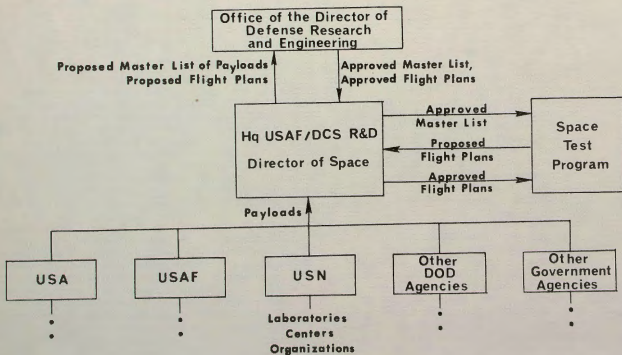 Office of the Director of
Defense Research
and Engineering
Proposed Master List of Payloads
Proposed Flight Plans
Approved Master List,
Approved Flight Plans
Hq USAF/DCS R&D
Director of Space
Approved
Master List
Proposed
Flight Plans
Approved
Flight Plans
Space
Test
Program
Payloads
USA
USAF
USN
Other
DOD
Agencies
Other
Government
Agencies
Laboratories
Centers
Organizations